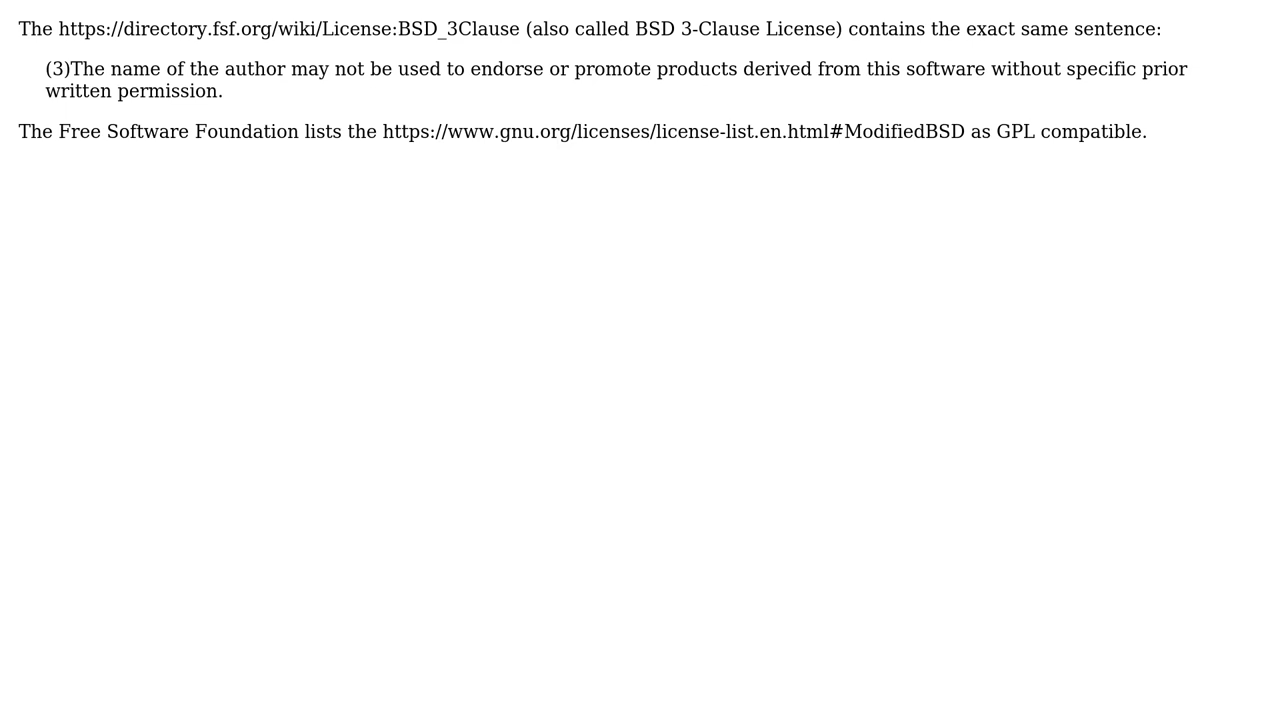 The https://directory.fsf.org/wiki/License:BSD_3Clause (also called BSD 3-Clause License) contains the exact same sentence:
(3)The name of the author may not be used to endorse or promote products derived from this software without specific prior
written permission.
The Free Software Foundation lists the https://www.gnu.org/licenses/license-list.en.html#ModifiedBSD as GPL compatible.